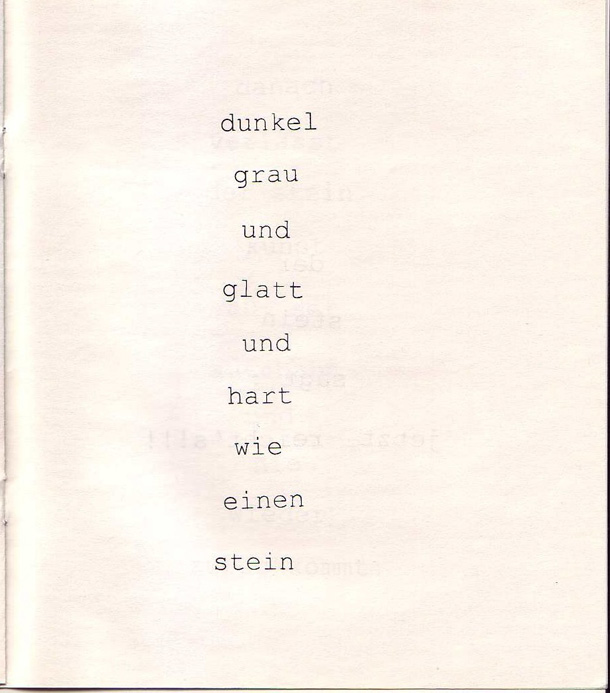 dunkel
grau
und
glatt
und
hart
wie
einen
stein